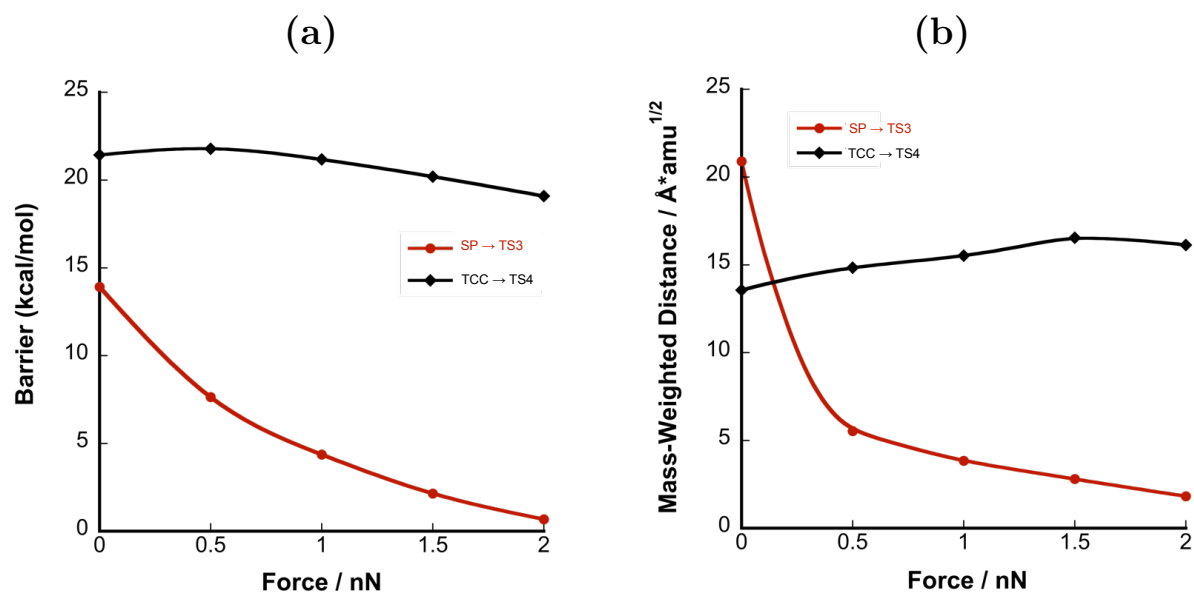 (a)
(b)
25
20
15
10
5
0
Barrier (kcal/mol)
SP → TS3
TCC → TS4
0 0.5 1 1.5 2
Force / nN
25
20
15
10
5
0
Mass-Weighted Distance / Å*amu1/2
SP → TS3
TCC → TS4
0 0.5 1 1.5 2
Force / nN